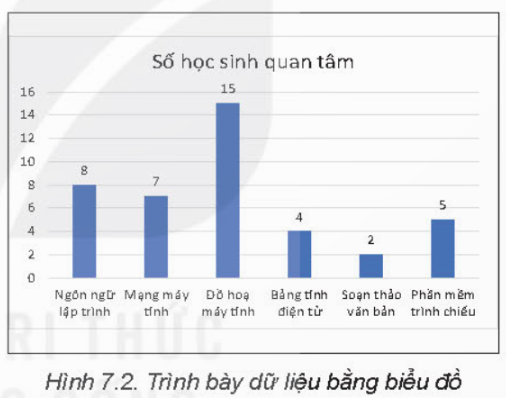 Số học sinh quan tâm
16
14
12
10
8
6
4
2
0
8
7
15
4
2
5
Ngôn ngữ lập trình
Mạng máy tính
Đồ hoạ máy tính
Bảng tính điện tử
Soạn thảo văn bản
Phần mềm trình chiếu
Hình 7.2. Trình bày dữ liệu bằng biểu đồ
RI THỨC